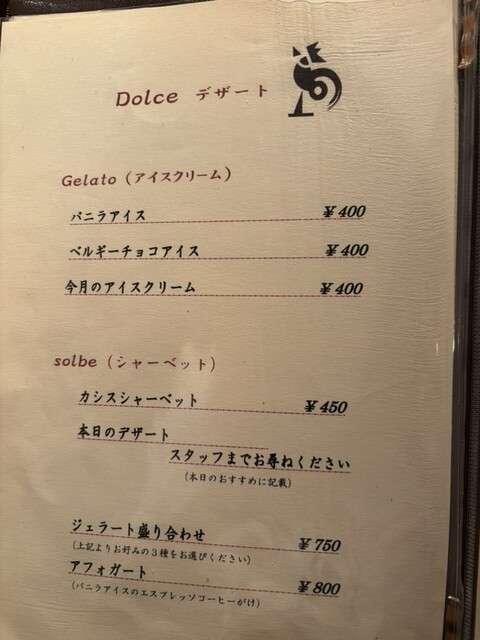 Dolce デザート
Gelato（アイスクリーム）
バニラアイス ¥400
ベルギーチョコアイス ¥400
今月のアイスクリーム ¥400
solbe（シャーベット）
カシスシャーベット ¥450
本日のデザート
スタッフまでお尋ねください
（本日のおすすめに記載）
ジェラート盛り合わせ ¥750
（上記よりお好みの３種をお選びください）
アフォガート ¥800
（バニラアイスのエスプレッソコーヒーがけ）